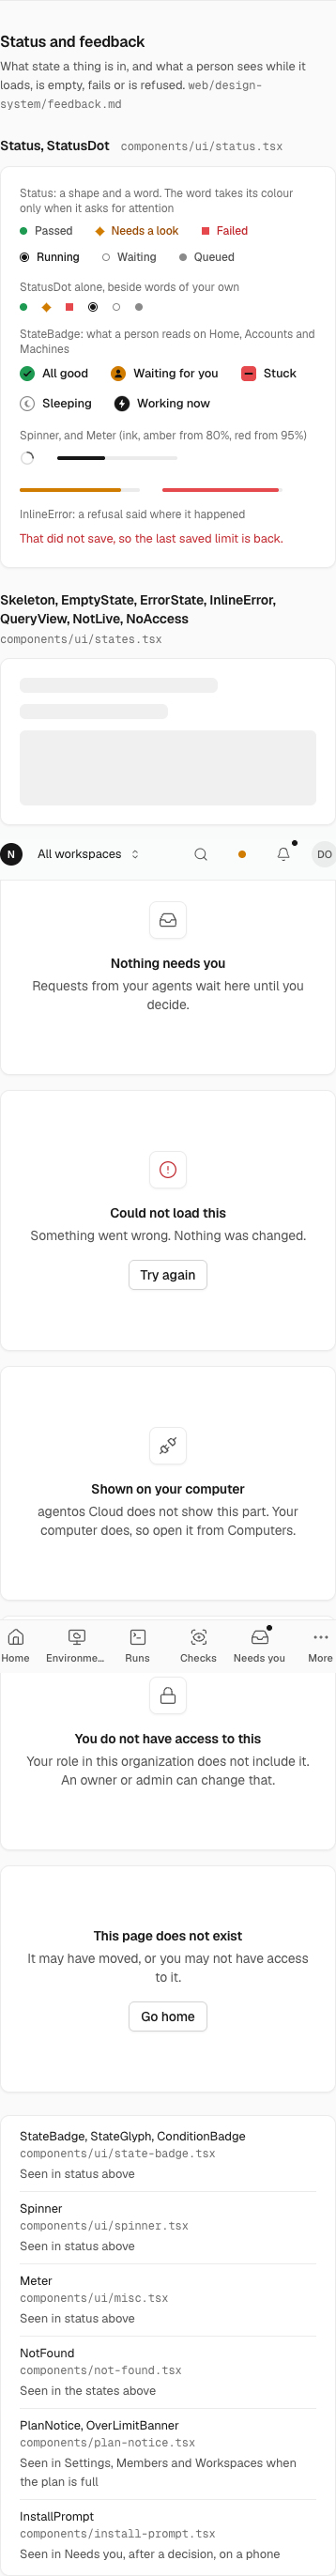 Status and feedback
What state a thing is in, and what a person sees while it
loads, is empty, fails or is refused. web/design-
system/feedback.md
Status, StatusDot components/ui/status.tsx
Status: a shape and a word. The word takes its colour
only when it asks for attention
Passed Needs a look Failed
Running Waiting Queued
StatusDot alone, beside words of your own
StateBadge: what a person reads on Home, Accounts and
Machines
All good Waiting for you Stuck
Sleeping Working now
Spinner, and Meter (ink, amber from 80%, red from 95%)
InlineError: a refusal said where it happened
That did not save, so the last saved limit is back.
Skeleton, EmptyState, ErrorState, InlineError,
QueryView, NotLive, NoAccess
components/ui/states.tsx
N All workspaces DO
Nothing needs you
Requests from your agents wait here until you
decide.
Could not load this
Something went wrong. Nothing was changed.
Try again
Shown on your computer
agentos Cloud does not show this part. Your
computer does, so open it from Computers.
Home Environme... Runs Checks Needs you More
You do not have access to this
Your role in this organization does not include it.
An owner or admin can change that.
This page does not exist
It may have moved, or you may not have access
to it.
Go home
StateBadge, StateGlyph, ConditionBadge
components/ui/state-badge.tsx
Seen in status above
Spinner
components/ui/spinner.tsx
Seen in status above
Meter
components/ui/misc.tsx
Seen in status above
NotFound
components/not-found.tsx
Seen in the states above
PlanNotice, OverLimitBanner
components/plan-notice.tsx
Seen in Settings, Members and Workspaces when
the plan is full
InstallPrompt
components/install-prompt.tsx
Seen in Needs you, after a decision, on a phone